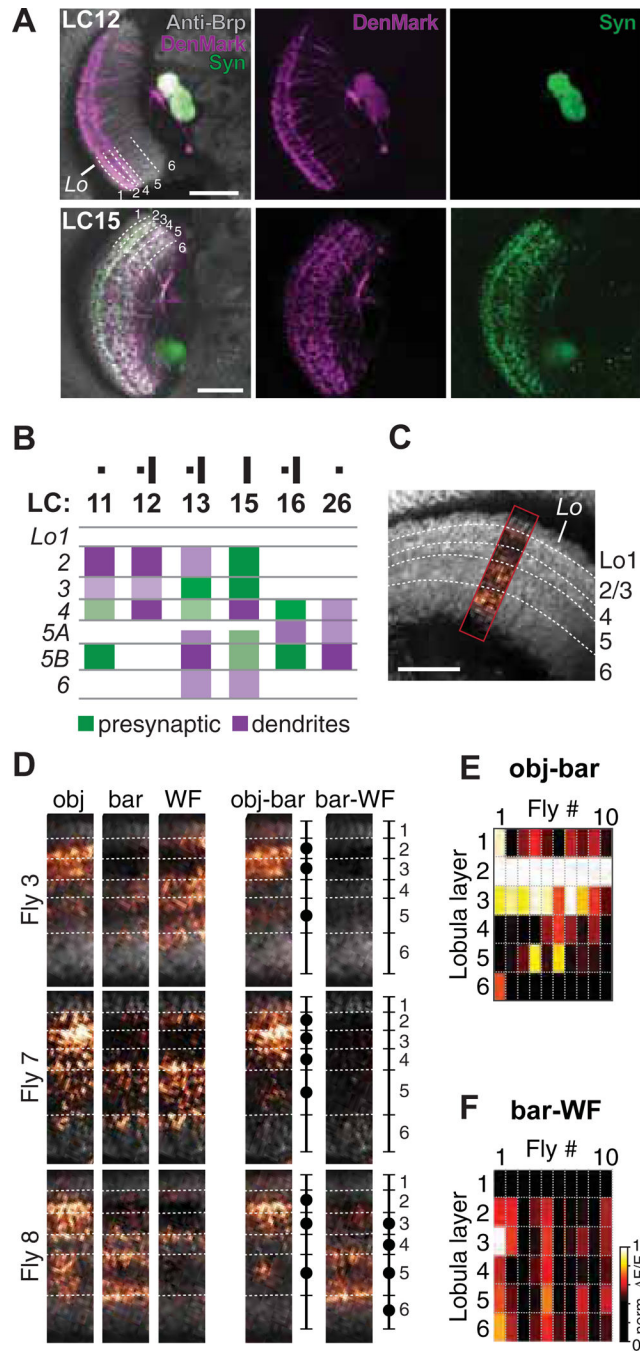 A
LC12
Anti-Brp
DenMark
Syn
DenMark
Syn
Lo
1 2 4 5 6
LC15
1 2 3 4 5 6
B
LC: 11 12 13 15 16 26
Lo1
2
3
4
5A
5B
6
presynaptic dendrites
C
Lo
Lo1
2/3
4
5
6
D
obj bar WF obj-bar bar-WF
Fly 3
1
2
3
4
5
6
Fly 7
1
2
3
4
5
6
Fly 8
1
2
3
4
5
6
E obj-bar
Fly #
1 10
Lobula layer
1
2
3
4
5
6
F bar-WF
Fly #
1 10
Lobula layer
1
2
3
4
5
6
1
0
norm.